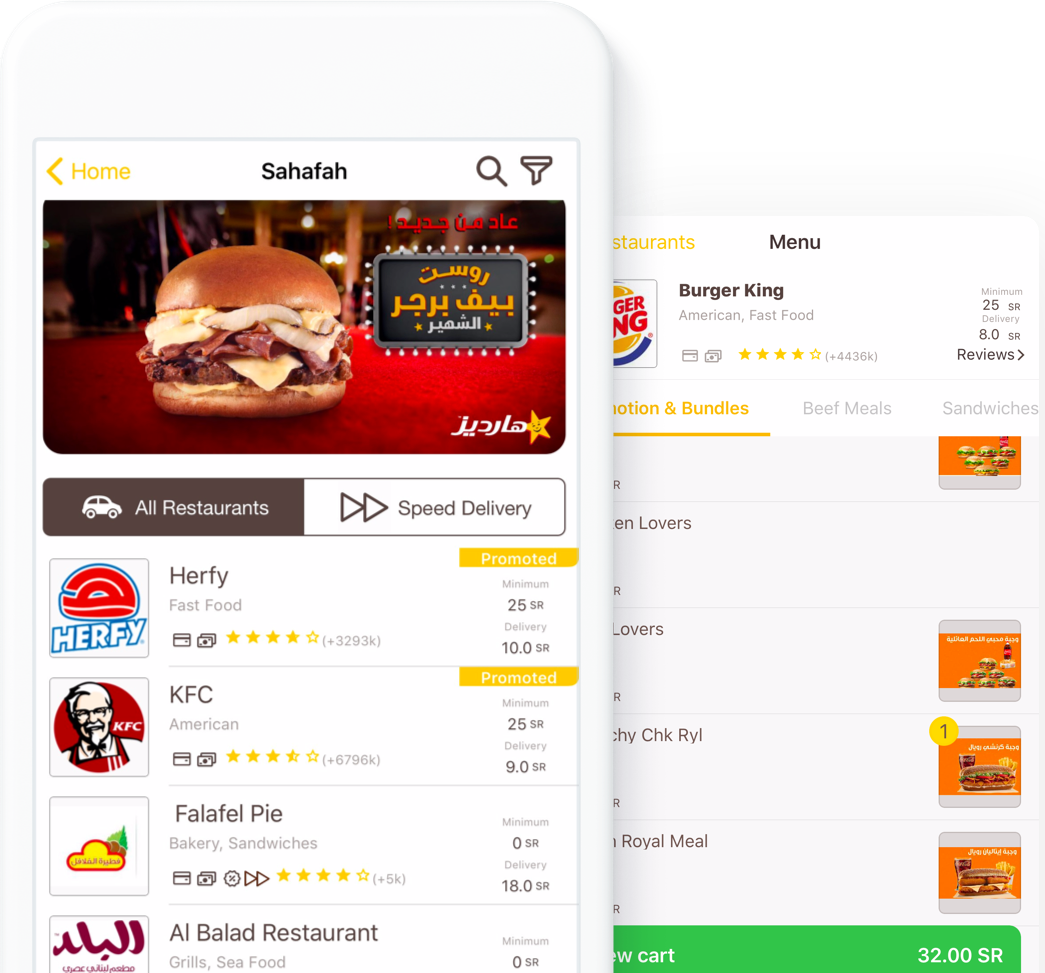 Home
Sahafah
عاد من جديد!
روست
بيف برجر
الشهير
هارديز
All Restaurants
Speed Delivery
Promoted
HERFY
Herfy
Fast Food
(+3293k)
Minimum
25 SR
Delivery
10.0 SR
Promoted
KFC
KFC
American
(+6796k)
Minimum
25 SR
Delivery
9.0 SR
فطيرة الفلافل
Falafel Pie
Bakery, Sandwiches
(+5k)
Minimum
0 SR
Delivery
18.0 SR
البلد
مطعم لبناني عصري
Al Balad Restaurant
Grills, Sea Food
Minimum
0 SR
staurants
Menu
GER
NG
Burger King
American, Fast Food
(+4436k)
Minimum
25 SR
Delivery
8.0 SR
Reviews
otion & Bundles
Beef Meals
Sandwiches
R
en Lovers
R
Lovers
وجبة محبي اللحم العائلية
R
hy Chk Ryl
1
وجبة كرنشي رويال
R
Royal Meal
وجبة إيتاليان رويال
R
ew cart
32.00 SR